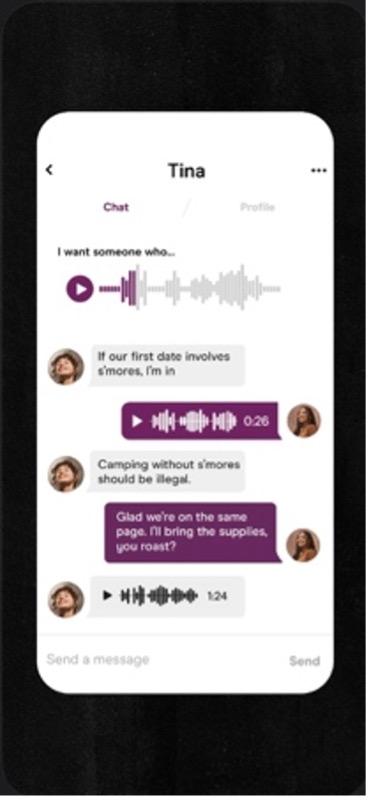 Tina
Chat
Profile
I want someone who...
If our first date involves
s'mores, I'm in
0:26
Camping without s'mores
should be illegal.
Glad we're on the same
page. I'll bring the supplies,
you roast?
1:24
Send a message
Send